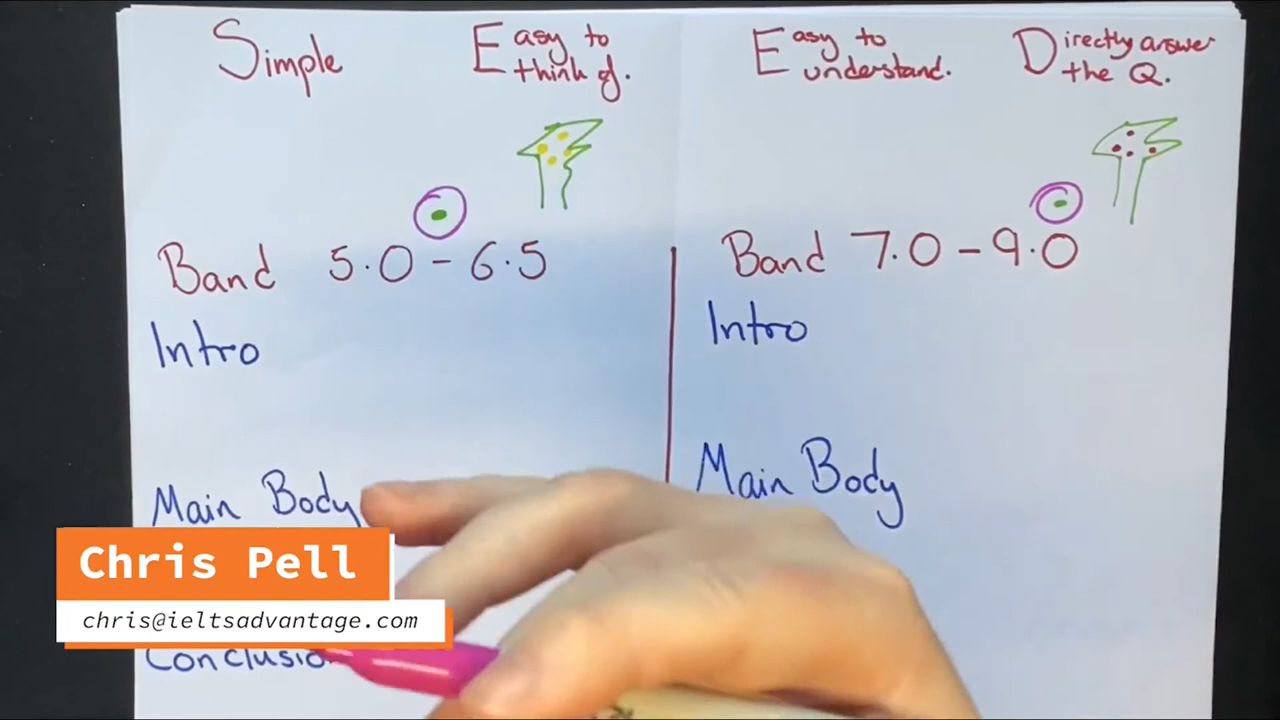 Simple
Easy to
think of.
Easy to
understand.
Directly answer
the Q.
Band 5.0 - 6.5
Band 7.0 - 9.0
Intro
Intro
Main Body
Main Body
Chris Pell
chris@ieltsadvantage.com